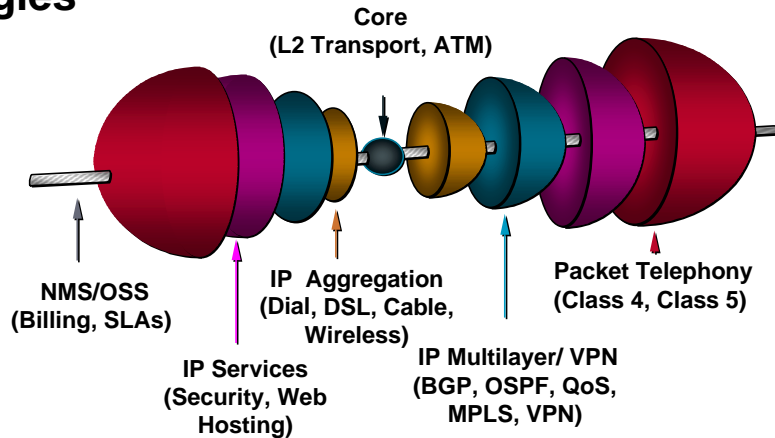 Core
(L2 Transport, ATM)
NMS/OSS
(Billing, SLAs)
IP Services
(Security, Web
Hosting)
IP  Aggregation
(Dial, DSL, Cable,
Wireless)
IP Multilayer/ VPN
(BGP, OSPF, QoS,
MPLS, VPN)
Packet Telephony
(Class 4, Class 5)